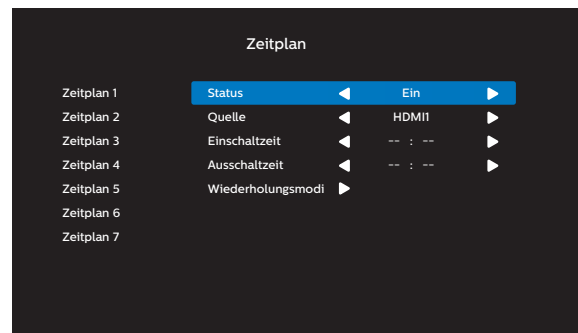 Zeitplan
Zeitplan 1 Status Ein
Zeitplan 2 Quelle HDMI1
Zeitplan 3 Einschaltzeit -- : --
Zeitplan 4 Ausschaltzeit -- : --
Zeitplan 5 Wiederholungsmodi
Zeitplan 6
Zeitplan 7